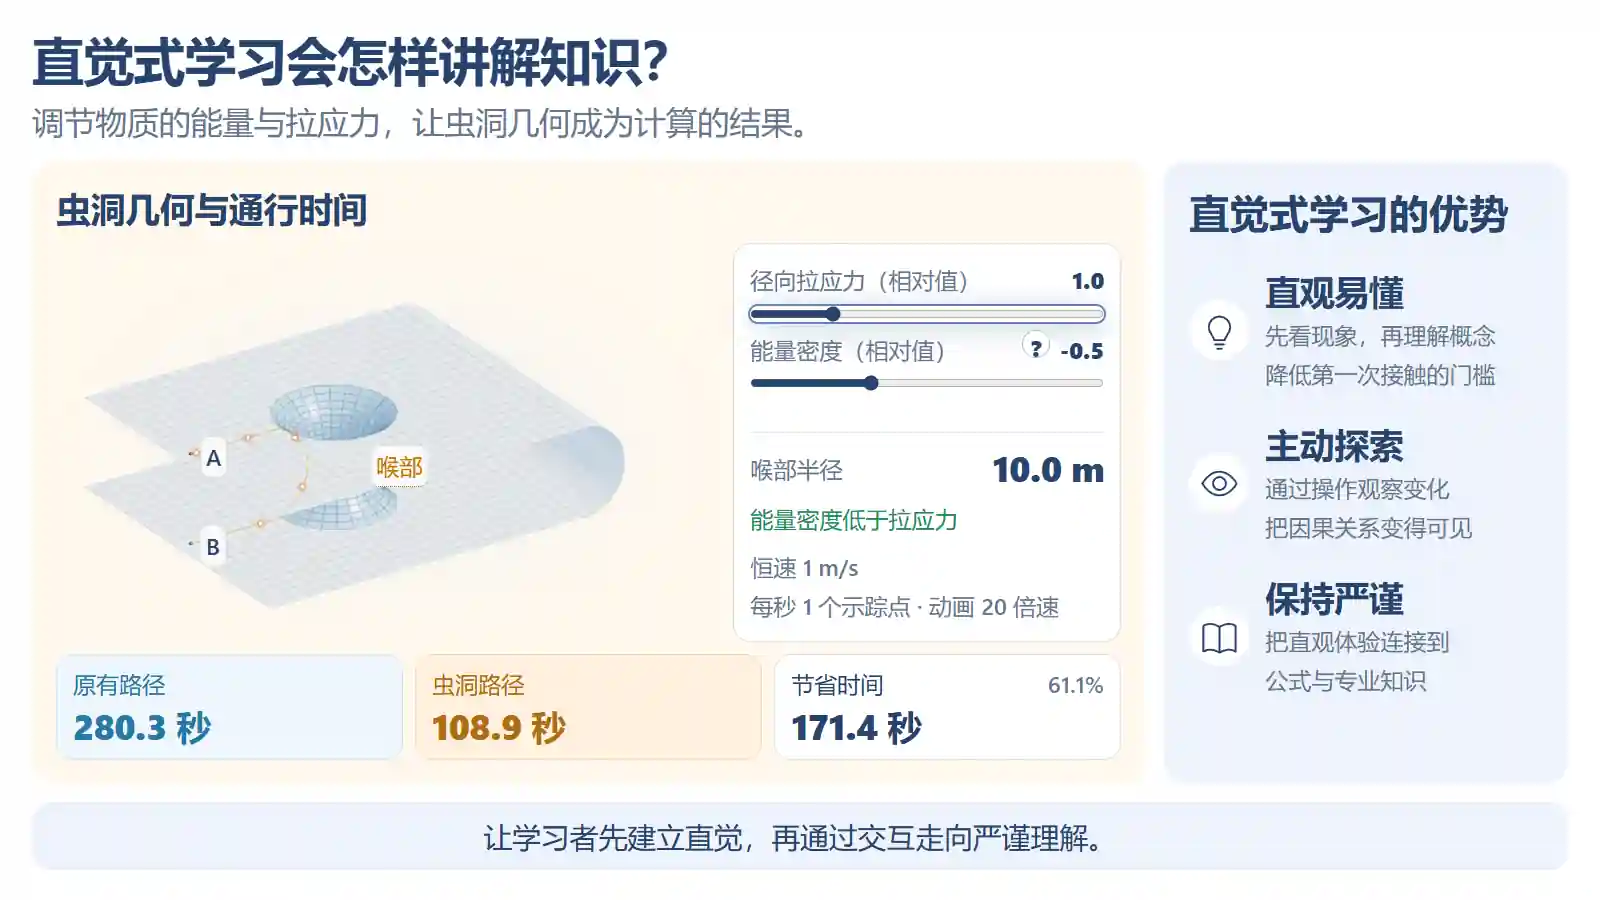 直觉式学习会怎样讲解知识？
调节物质的能量与拉应力，让虫洞几何成为计算的结果。
虫洞几何与通行时间
A
喉部
B
径向拉应力（相对值） 1.0
能量密度（相对值） ? -0.5
喉部半径 10.0 m
能量密度低于拉应力
恒速 1 m/s
每秒 1 个示踪点 · 动画 20 倍速
原有路径
280.3 秒
虫洞路径
108.9 秒
节省时间 61.1%
171.4 秒
直觉式学习的优势
直观易懂
先看现象，再理解概念
降低第一次接触的门槛
主动探索
通过操作观察变化
把因果关系变得可见
保持严谨
把直观体验连接到
公式与专业知识
让学习者先建立直觉，再通过交互走向严谨理解。